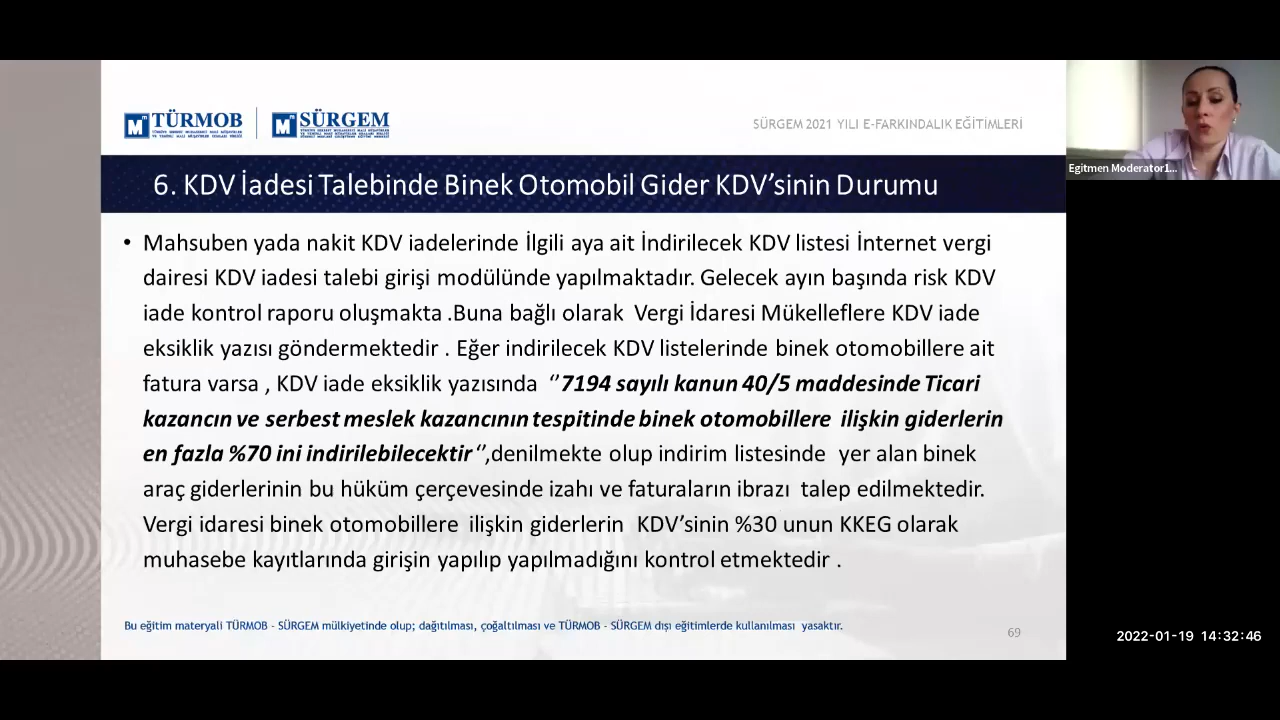 TÜRMOB
SÜRGEM
SÜRGEM 2021 YILI E-FARKINDALIK EĞİTİMLERİ
6. KDV İadesi Talebinde Binek Otomobil Gider KDV’sinin Durumu
• Mahsuben yada nakit KDV iadelerinde İlgili aya ait İndirilecek KDV listesi İnternet vergi
dairesi KDV iadesi talebi girişi modülünde yapılmaktadır. Gelecek ayın başında risk KDV
iade kontrol raporu oluşmakta .Buna bağlı olarak Vergi İdaresi Mükelleflere KDV iade
eksiklik yazısı göndermektedir . Eğer indirilecek KDV listelerinde binek otomobillere ait
fatura varsa , KDV iade eksiklik yazısında ‘’7194 sayılı kanun 40/5 maddesinde Ticari
kazancın ve serbest meslek kazancının tespitinde binek otomobillere ilişkin giderlerin
en fazla %70 ini indirilebilecektir ‘’,denilmekte olup indirim listesinde yer alan binek
araç giderlerinin bu hüküm çerçevesinde izahı ve faturaların ibrazı talep edilmektedir.
Vergi idaresi binek otomobillere ilişkin giderlerin KDV’sinin %30 unun KKEG olarak
muhasebe kayıtlarında girişin yapılıp yapılmadığını kontrol etmektedir .
Bu eğitim materyali TÜRMOB - SÜRGEM mülkiyetinde olup; dağıtılması, çoğaltılması ve TÜRMOB - SÜRGEM dışı eğitimlerde kullanılması yasaktır.
69
Egitmen Moderator1...
2022-01-19 14:32:46